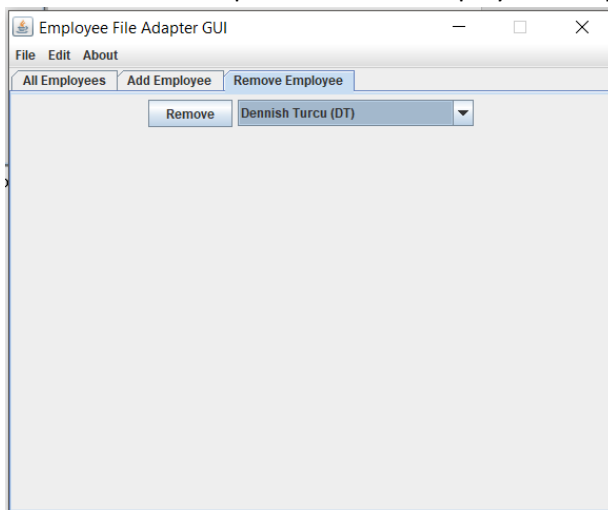 Employee File Adapter GUI
File Edit About
All Employees Add Employee Remove Employee
Remove Dennish Turcu (DT)